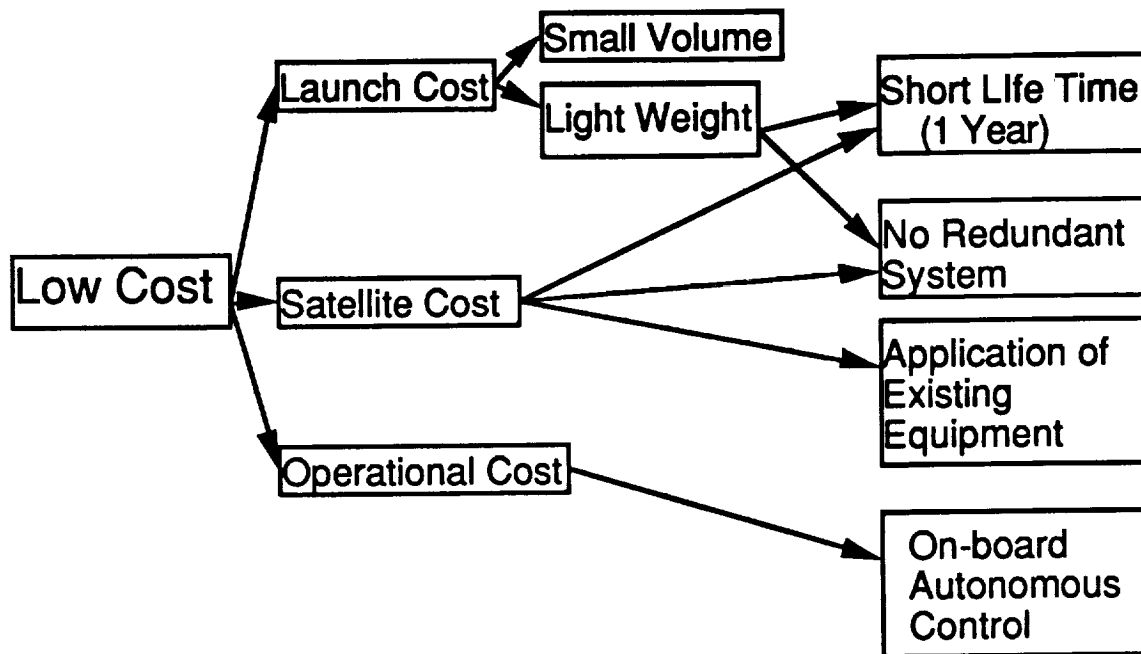 Small Volume
Launch Cost
Light Weight
Short LIfe Time
(1 Year)
No Redundant
System
Low Cost
Satellite Cost
Application of
Existing
Equipment
Operational Cost
On-board
Autonomous
Control